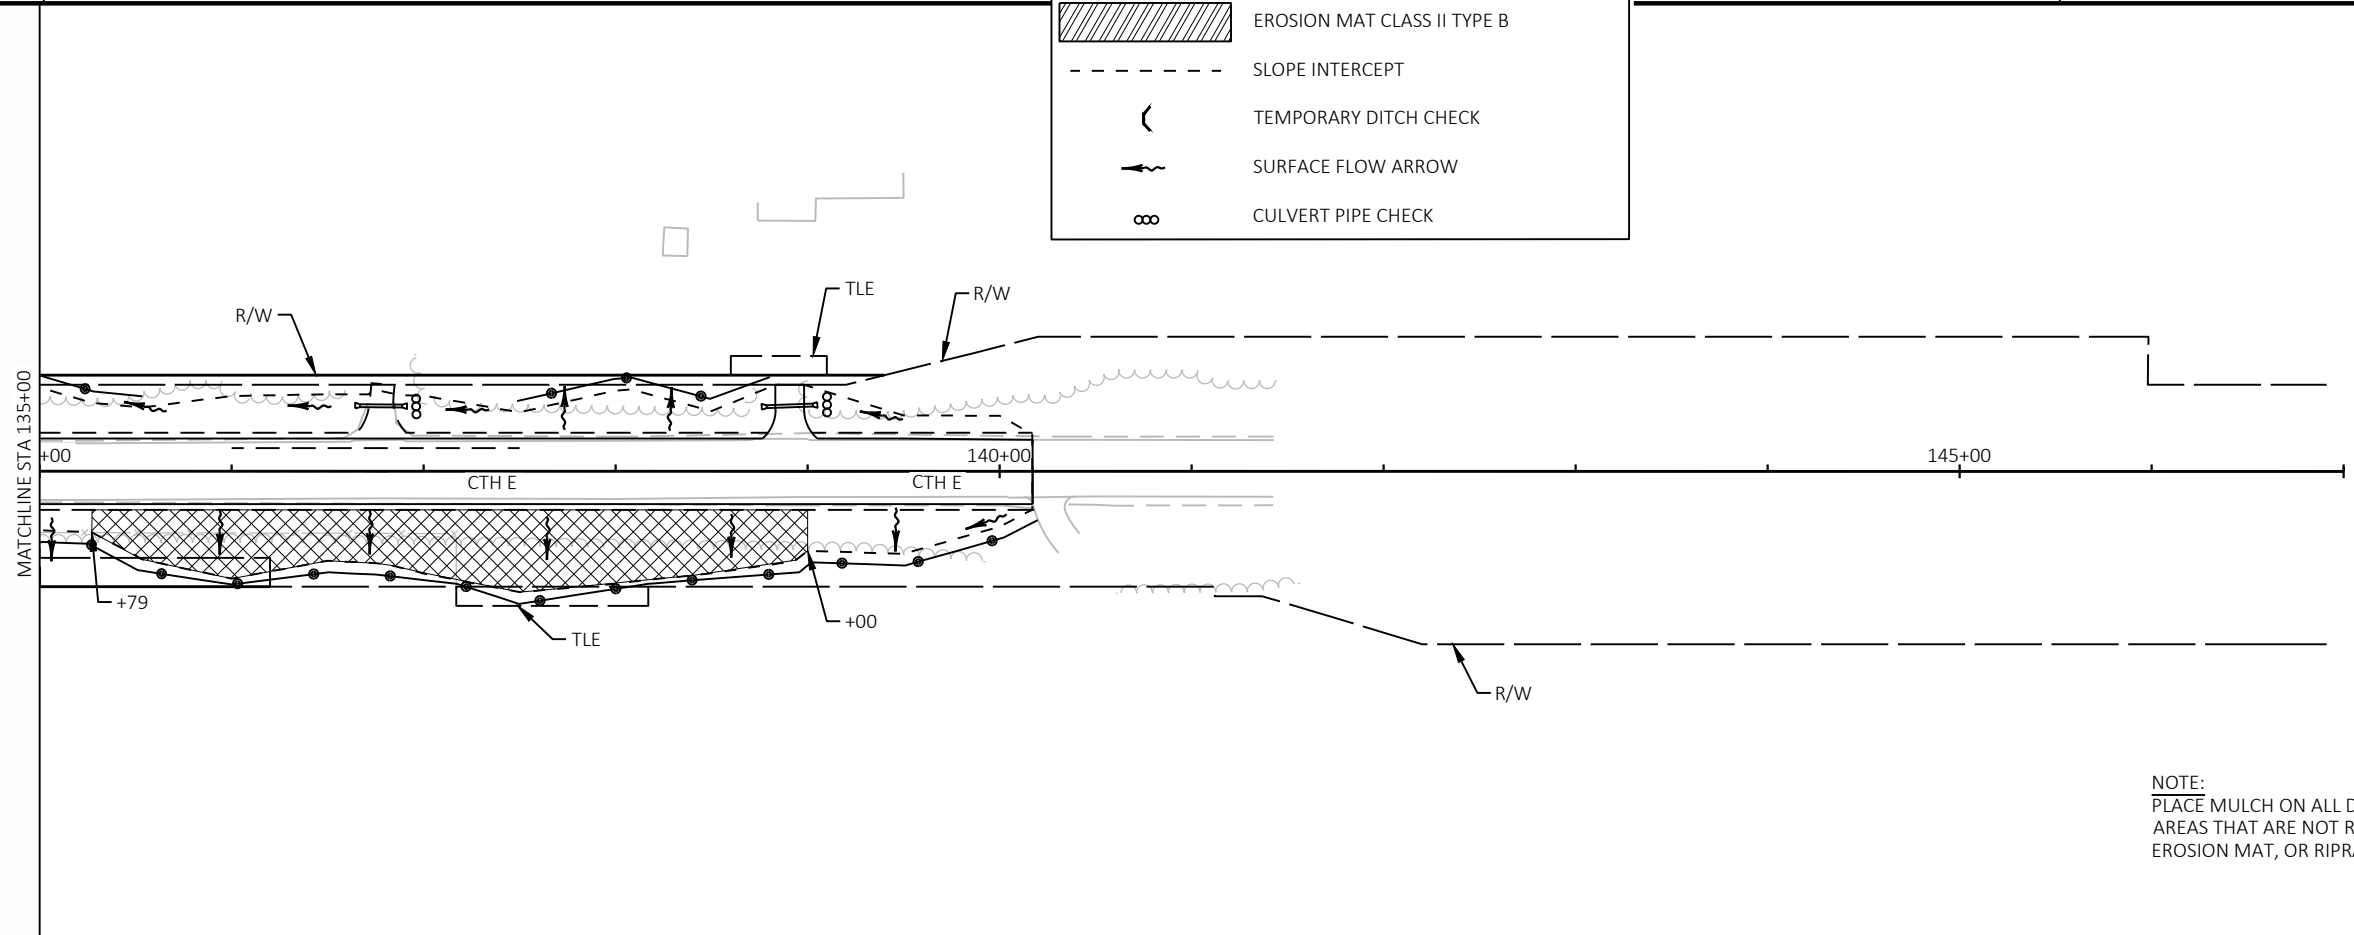 EROSION MAT CLASS II TYPE B
SLOPE INTERCEPT
TEMPORARY DITCH CHECK
SURFACE FLOW ARROW
CULVERT PIPE CHECK
TLE
R/W
R/W
MATCHLINE STA 135+00
+00
140+00
145+00
CTH E
CTH E
+79
+00
TLE
R/W
NOTE:
PLACE MULCH ON ALL D
AREAS THAT ARE NOT R
EROSION MAT, OR RIPRA